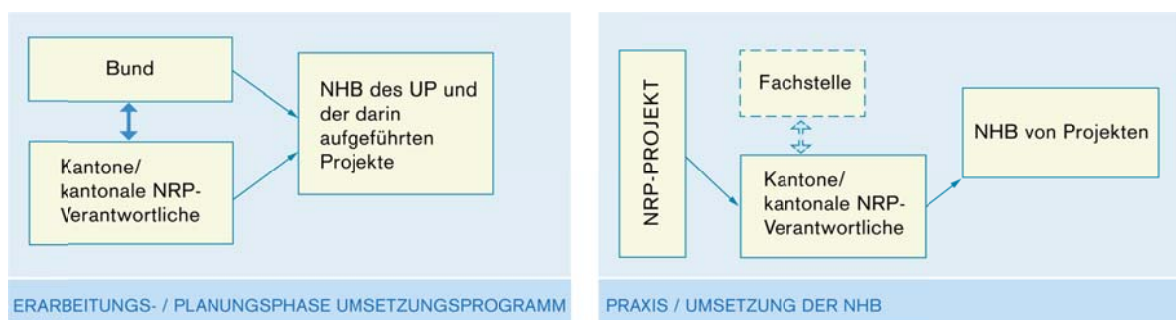 Bund
Kantone/
kantonale NRP-
Verantwortliche
NHB des UP und
der darin
aufgeführten
Projekte
ERARBEITUNGS- / PLANUNGSPHASE UMSETZUNGSPROGRAMM
NRP-PROJEKT
Fachstelle
Kantone/
kantonale NRP-
Verantwortliche
NHB von Projekten
PRAXIS / UMSETZUNG DER NHB